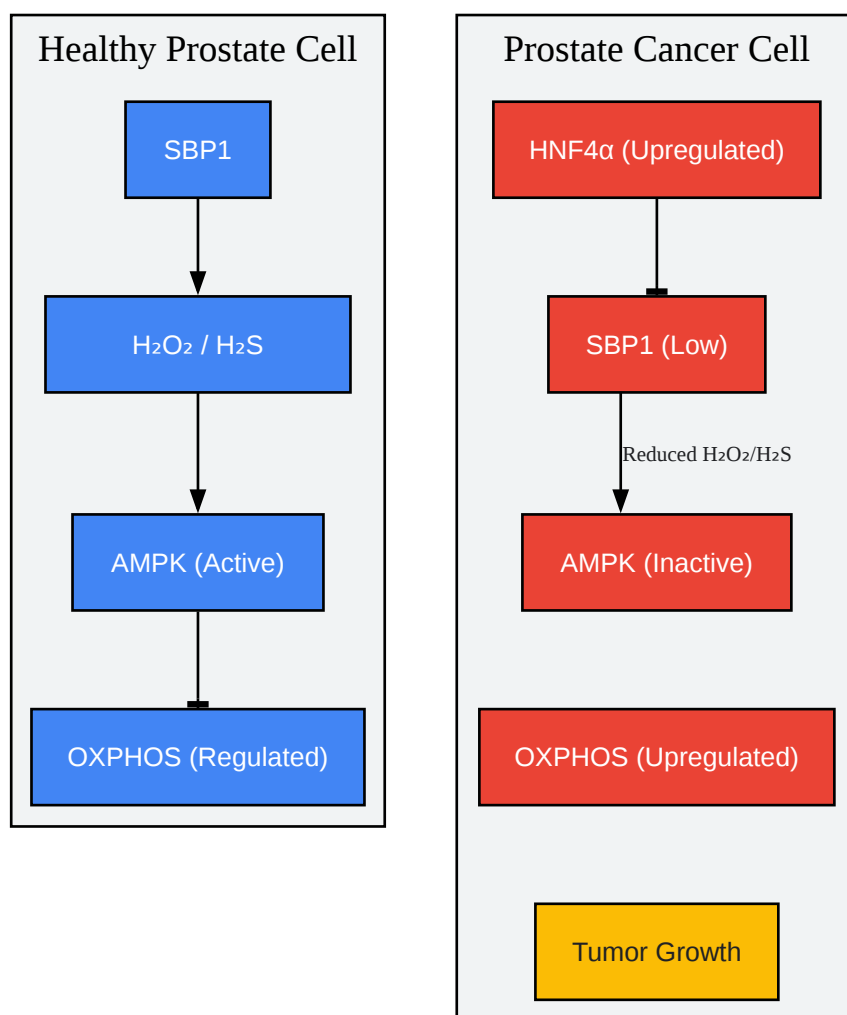 Healthy Prostate Cell
SBP1
H₂O₂ / H₂S
AMPK (Active)
OXPHOS (Regulated)
Prostate Cancer Cell
HNF4α (Upregulated)
SBP1 (Low)
Reduced H₂O₂/H₂S
AMPK (Inactive)
OXPHOS (Upregulated)
Tumor Growth